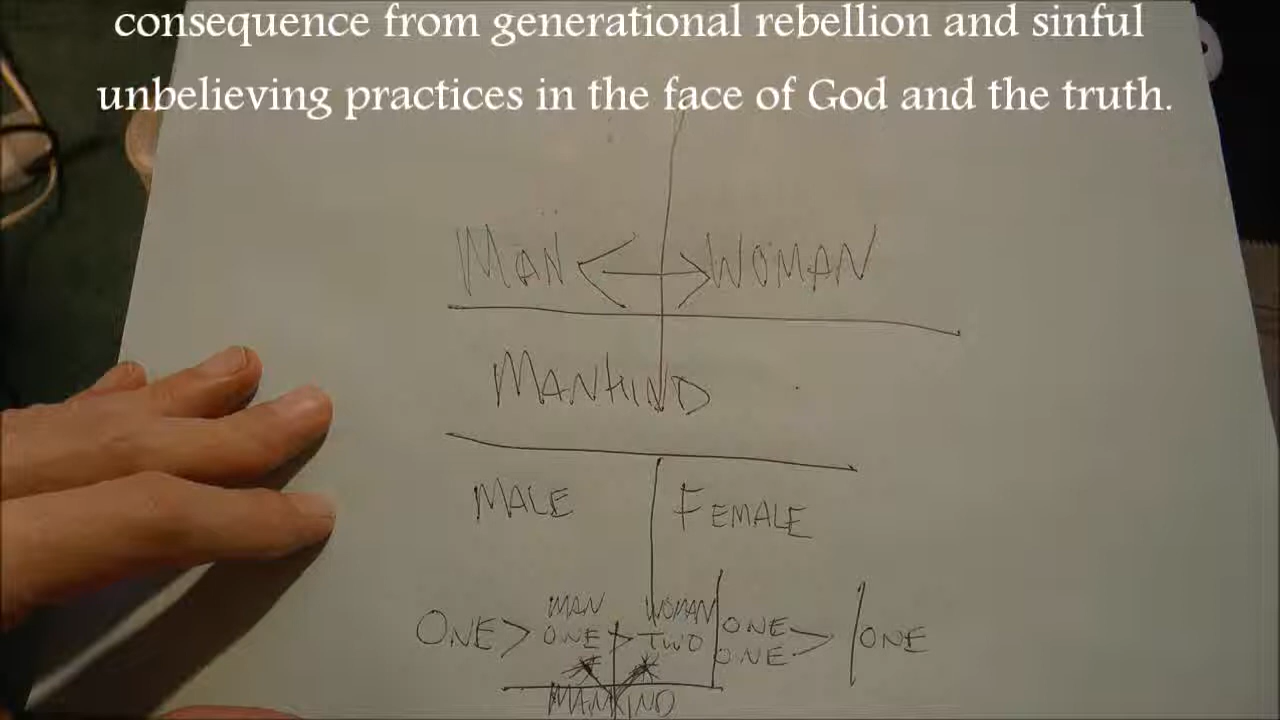 consequence from generational rebellion and sinful
unbelieving practices in the face of God and the truth.
MAN WOMAN
MANKIND
MALE FEMALE
MAN WOMAN
ONE > ONE > TWO ONE > ONE
ONE
MANKIND